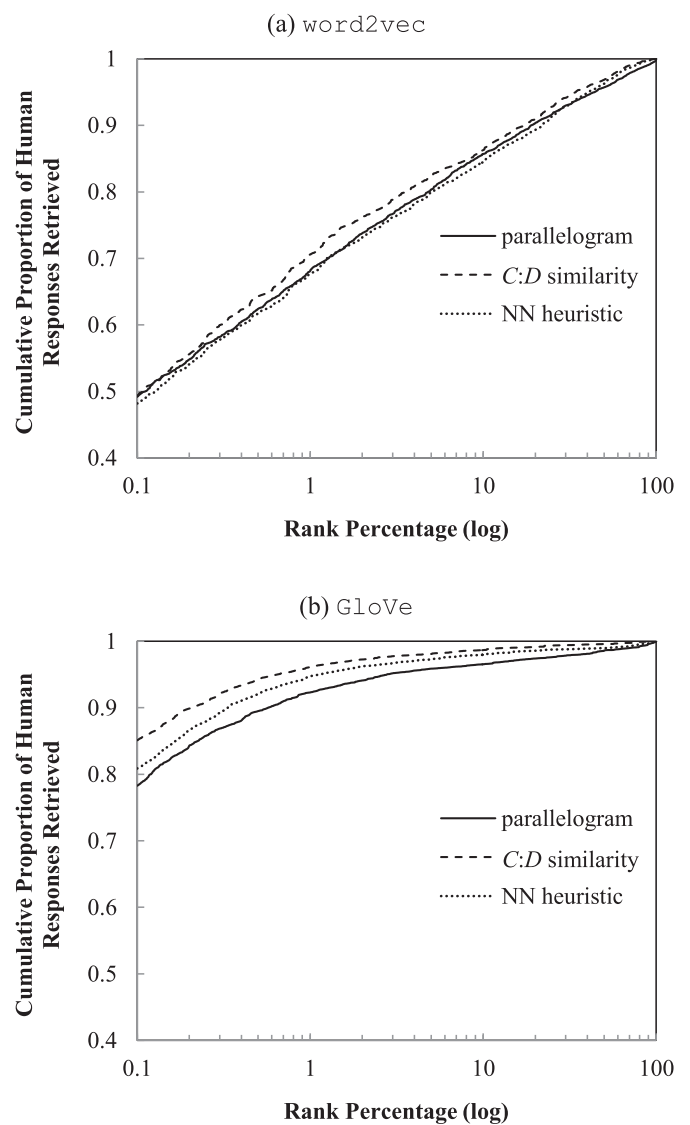 (a) word2vec
1
0.9
0.8
0.7
0.6
0.5
0.4
0.1 1 10 100
Cumulative Proportion of Human
Responses Retrieved
Rank Percentage (log)
parallelogram
C:D similarity
NN heuristic
(b) GloVe
1
0.9
0.8
0.7
0.6
0.5
0.4
0.1 1 10 100
Cumulative Proportion of Human
Responses Retrieved
Rank Percentage (log)
parallelogram
C:D similarity
NN heuristic